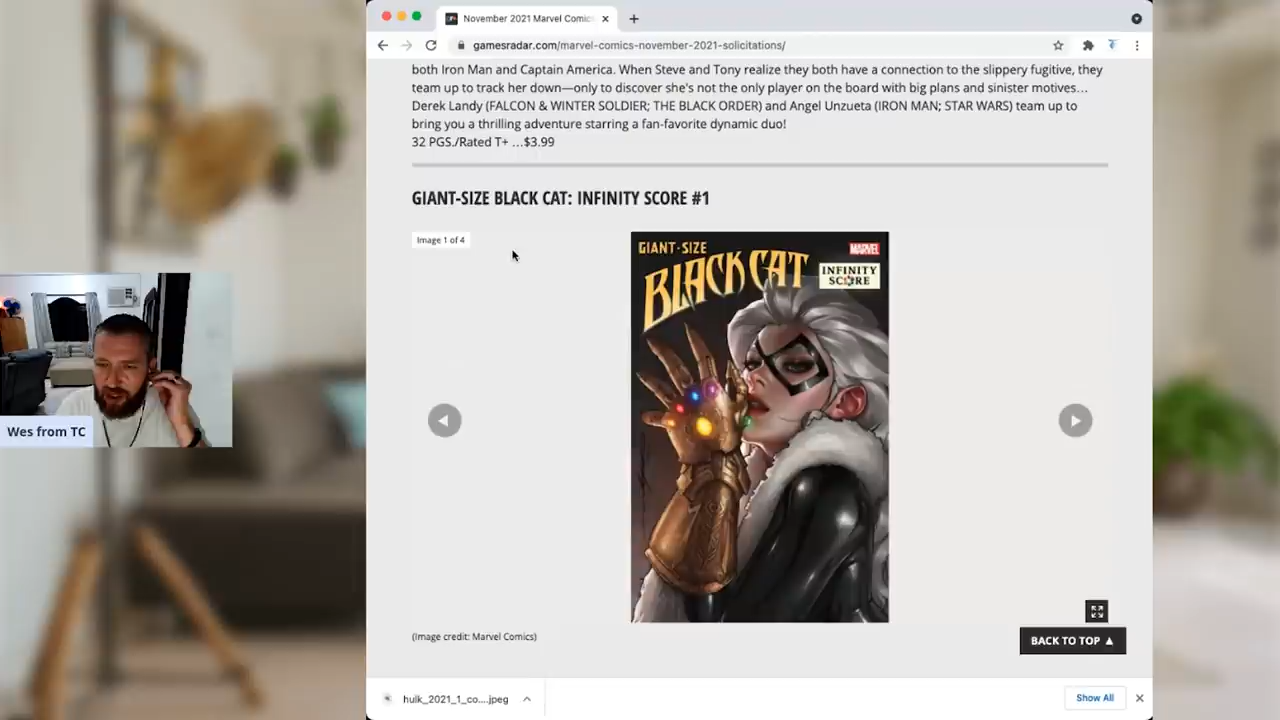 November 2021 Marvel Comic
gamesradar.com/marvel-comics-november-2021-solicitations/
both Iron Man and Captain America. When Steve and Tony realize they both have a connection to the slippery fugitive, they
team up to track her down—only to discover she's not the only player on the board with big plans and sinister motives…
Derek Landy (FALCON & WINTER SOLDIER; THE BLACK ORDER) and Angel Unzueta (IRON MAN; STAR WARS) team up to
bring you a thrilling adventure starring a fan-favorite dynamic duo!
32 PGS./Rated T+ …$3.99
GIANT-SIZE BLACK CAT: INFINITY SCORE #1
Image 1 of 4
GIANT-SIZE
MARVEL
BLACK CAT
INFINITY
SCORE
Wes from TC
(Image credit: Marvel Comics)
BACK TO TOP ▲
hulk_2021_1_co....jpeg
Show All